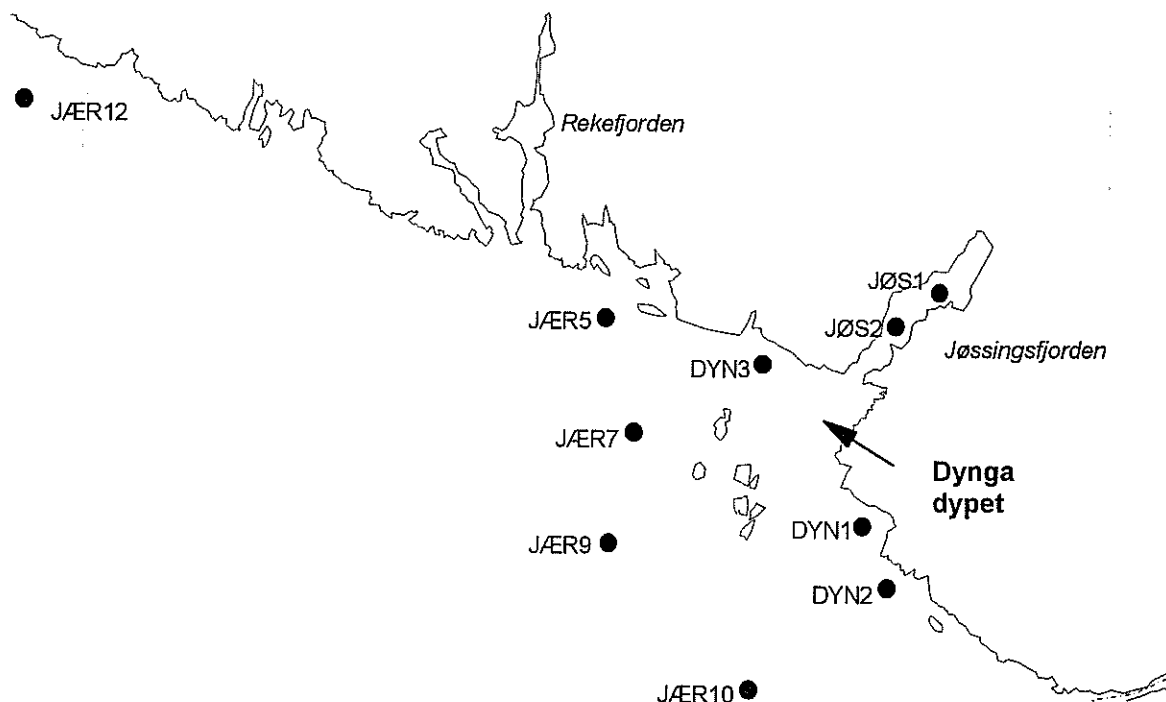 JÆR12
Rekefjorden
JØS1
JÆR5
JØS2
Jøssingsfjorden
DYN3
JÆR7
Dynga
dypet
DYN1
JÆR9
DYN2
JÆR10